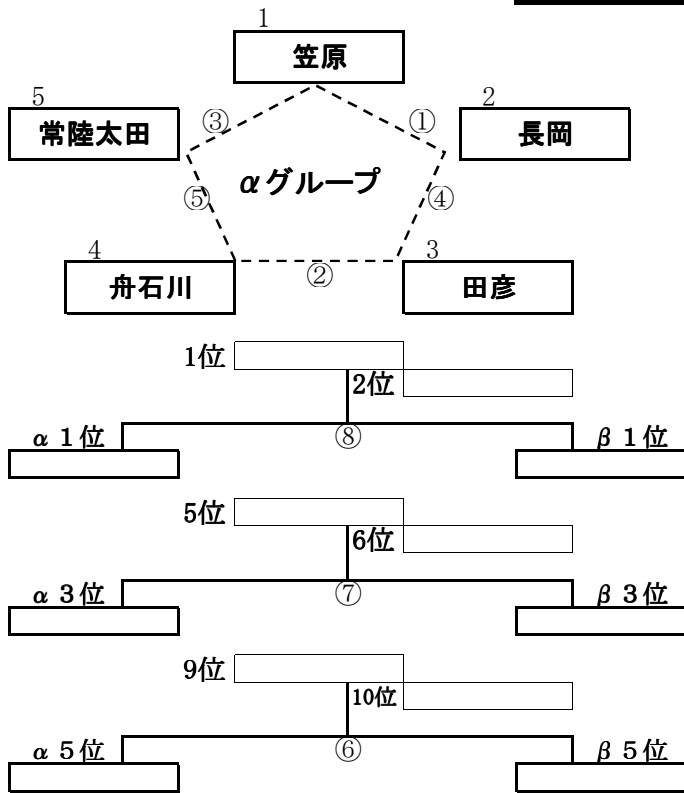 1
笠原
5
2
常陸太田
③
①
長岡
αグループ
⑤
④
4
3
舟石川
②
田彦
1位
2位
α 1位
⑧
β 1位
5位
6位
α 3位
⑦
β 3位
9位
10位
α 5位
⑥
β 5位